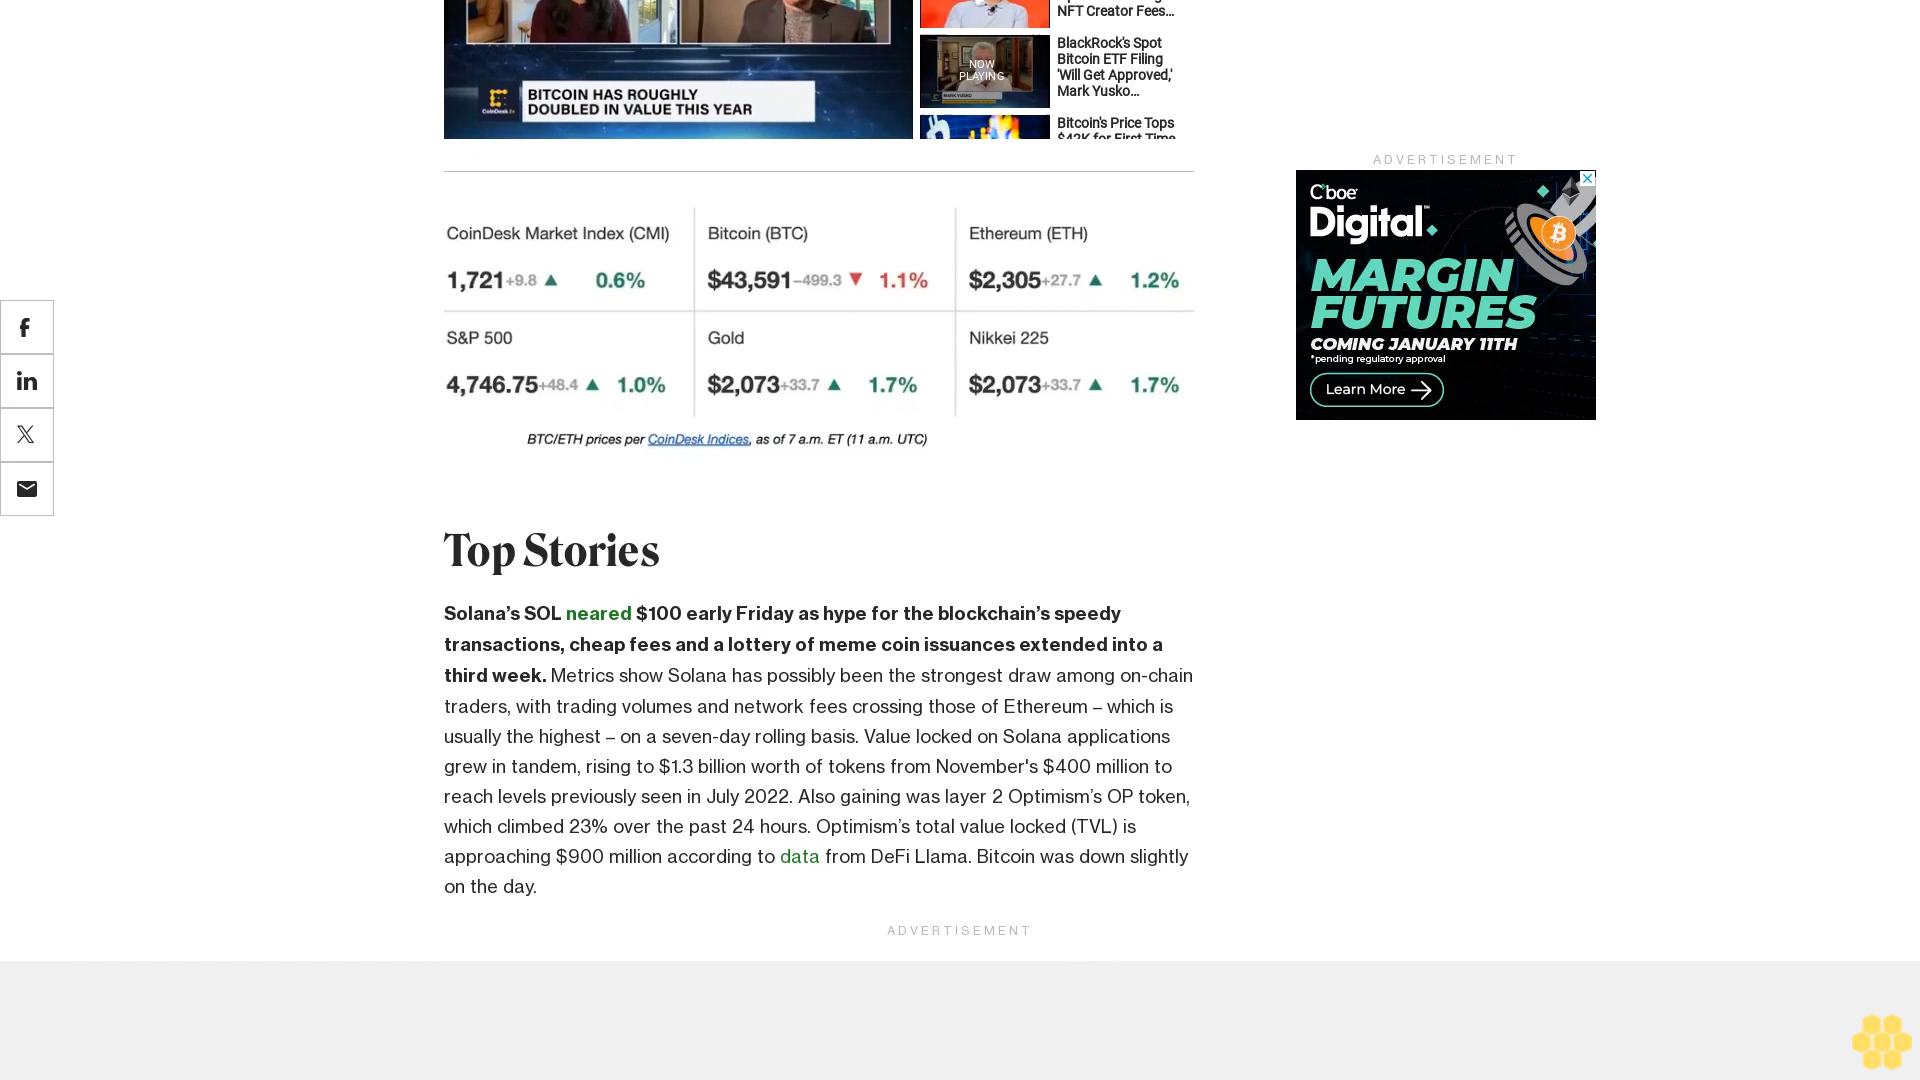 NFT Creator Fees...
BlackRock's Spot
Bitcoin ETF Filing
'Will Get Approved,'
Mark Yusko...
NOW
PLAYING
MARK YUSKO
Bitcoin's Price Tops
$42K for First Time
CoinDesk tv
BITCOIN HAS ROUGHLY
DOUBLED IN VALUE THIS YEAR
ADVERTISEMENT
Cboe
Digital
MARGIN
FUTURES
COMING JANUARY 11TH
*pending regulatory approval
Learn More →
CoinDesk Market Index (CMI)
1,721 +9.8 ▲ 0.6%
Bitcoin (BTC)
$43,591 −499.3 ▼ 1.1%
Ethereum (ETH)
$2,305 +27.7 ▲ 1.2%
S&P 500
4,746.75 +48.4 ▲ 1.0%
Gold
$2,073 +33.7 ▲ 1.7%
Nikkei 225
$2,073 +33.7 ▲ 1.7%
BTC/ETH prices per CoinDesk Indices, as of 7 a.m. ET (11 a.m. UTC)
Top Stories
Solana’s SOL neared $100 early Friday as hype for the blockchain’s speedy
transactions, cheap fees and a lottery of meme coin issuances extended into a
third week. Metrics show Solana has possibly been the strongest draw among on-chain
traders, with trading volumes and network fees crossing those of Ethereum – which is
usually the highest – on a seven-day rolling basis. Value locked on Solana applications
grew in tandem, rising to $1.3 billion worth of tokens from November's $400 million to
reach levels previously seen in July 2022. Also gaining was layer 2 Optimism’s OP token,
which climbed 23% over the past 24 hours. Optimism’s total value locked (TVL) is
approaching $900 million according to data from DeFi Llama. Bitcoin was down slightly
on the day.
ADVERTISEMENT